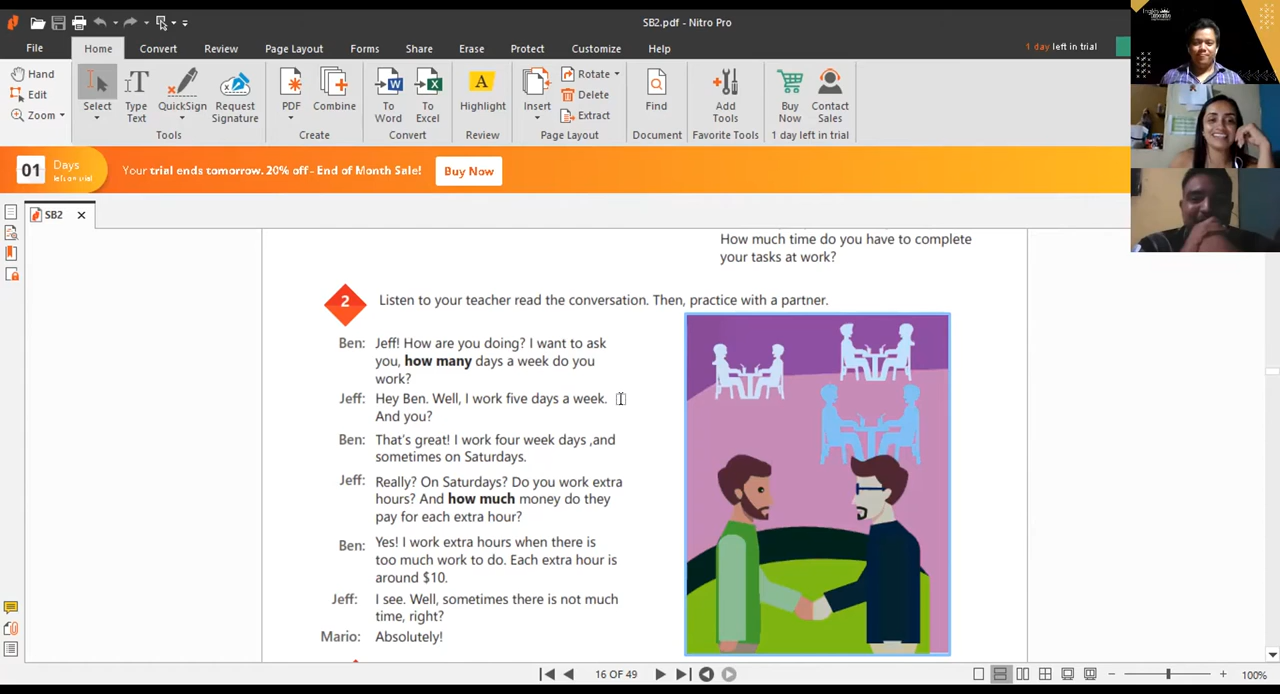 SB2.pdf - Nitro Pro
File Home Convert Review Page Layout Forms Share Erase Protect Customize Help
1 day left in trial
Hand
Edit
Zoom
Select
Type Text
QuickSign
Request Signature
Tools
PDF
Combine
Create
To Word
To Excel
Convert
Highlight
Review
Insert
Rotate
Delete
Extract
Page Layout
Find
Document
Add Tools
Favorite Tools
Buy Now
Contact Sales
1 day left in trial
01 Days
left on trial
Your trial ends tomorrow. 20% off - End of Month Sale!
Buy Now
SB2
How much time do you have to complete
your tasks at work?
2 Listen to your teacher read the conversation. Then, practice with a partner.
Ben: Jeff! How are you doing? I want to ask
you, how many days a week do you
work?
Jeff: Hey Ben. Well, I work five days a week.
And you?
Ben: That's great! I work four week days ,and
sometimes on Saturdays.
Jeff: Really? On Saturdays? Do you work extra
hours? And how much money do they
pay for each extra hour?
Ben: Yes! I work extra hours when there is
too much work to do. Each extra hour is
around $10.
Jeff: I see. Well, sometimes there is not much
time, right?
Mario: Absolutely!
16 OF 49
100%